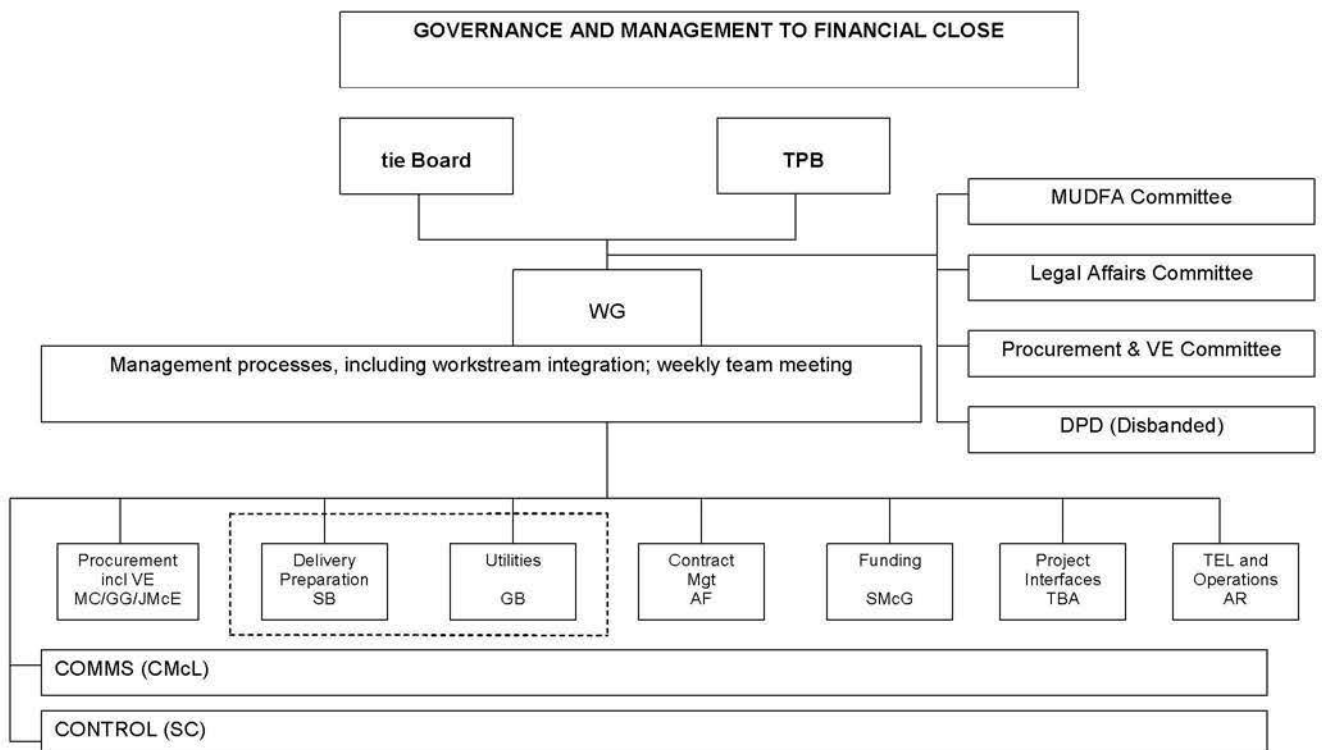 GOVERNANCE AND MANAGEMENT TO FINANCIAL CLOSE
tie Board
TPB
MUDFA Committee
Legal Affairs Committee
WG
Procurement & VE Committee
Management processes, including workstream integration; weekly team meeting
DPD (Disbanded)
Procurement
incl VE
MC/GG/JMcE
Delivery
Preparation
SB
Utilities
GB
Contract
Mgt
AF
Funding
SMcG
Project
Interfaces
TBA
TEL and
Operations
AR
COMMS (CMcL)
CONTROL (SC)